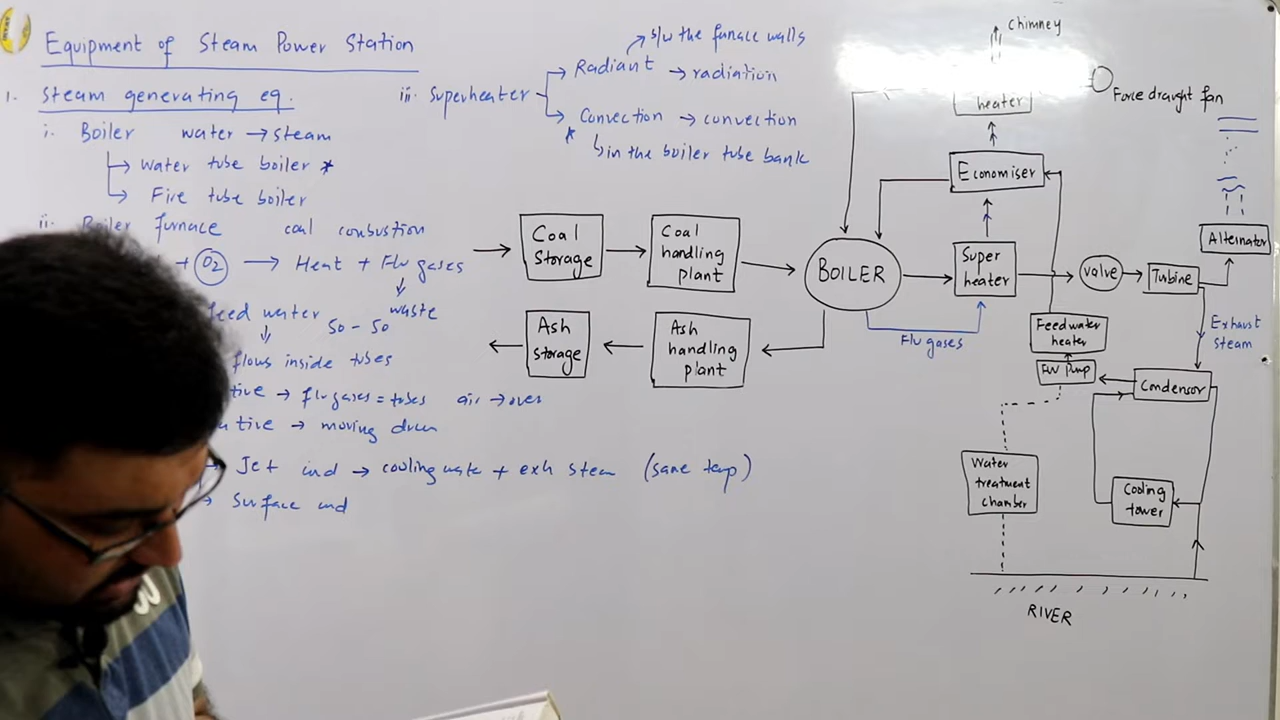 Equipment of Steam Power Station
1. Steam generating eq.
i. Boiler water → steam
→ Water tube boiler *
→ Fire tube boiler
ii. Boiler furnace coal combustion
+ O2 → Heat + Flu gases
waste
feed water 50-50
flows inside tubes
tive → flu gases = tubes air → over
tive → moving drum
Jet → cooling + exh steam (same temp)
Surface
iii. Superheater
Radiant → radiation
b/w the furnace walls
Convection → convection
* in the boiler tube bank
chimney
heater
Force draught fan
Economiser
Alternator
Coal Storage
Coal handling plant
BOILER
Super heater
valve
Turbine
Flu gases
Ash storage
Ash handling plant
Feedwater heater
FW Pump
Exhaust steam
Condensor
Water treatment chamber
Cooling tower
RIVER